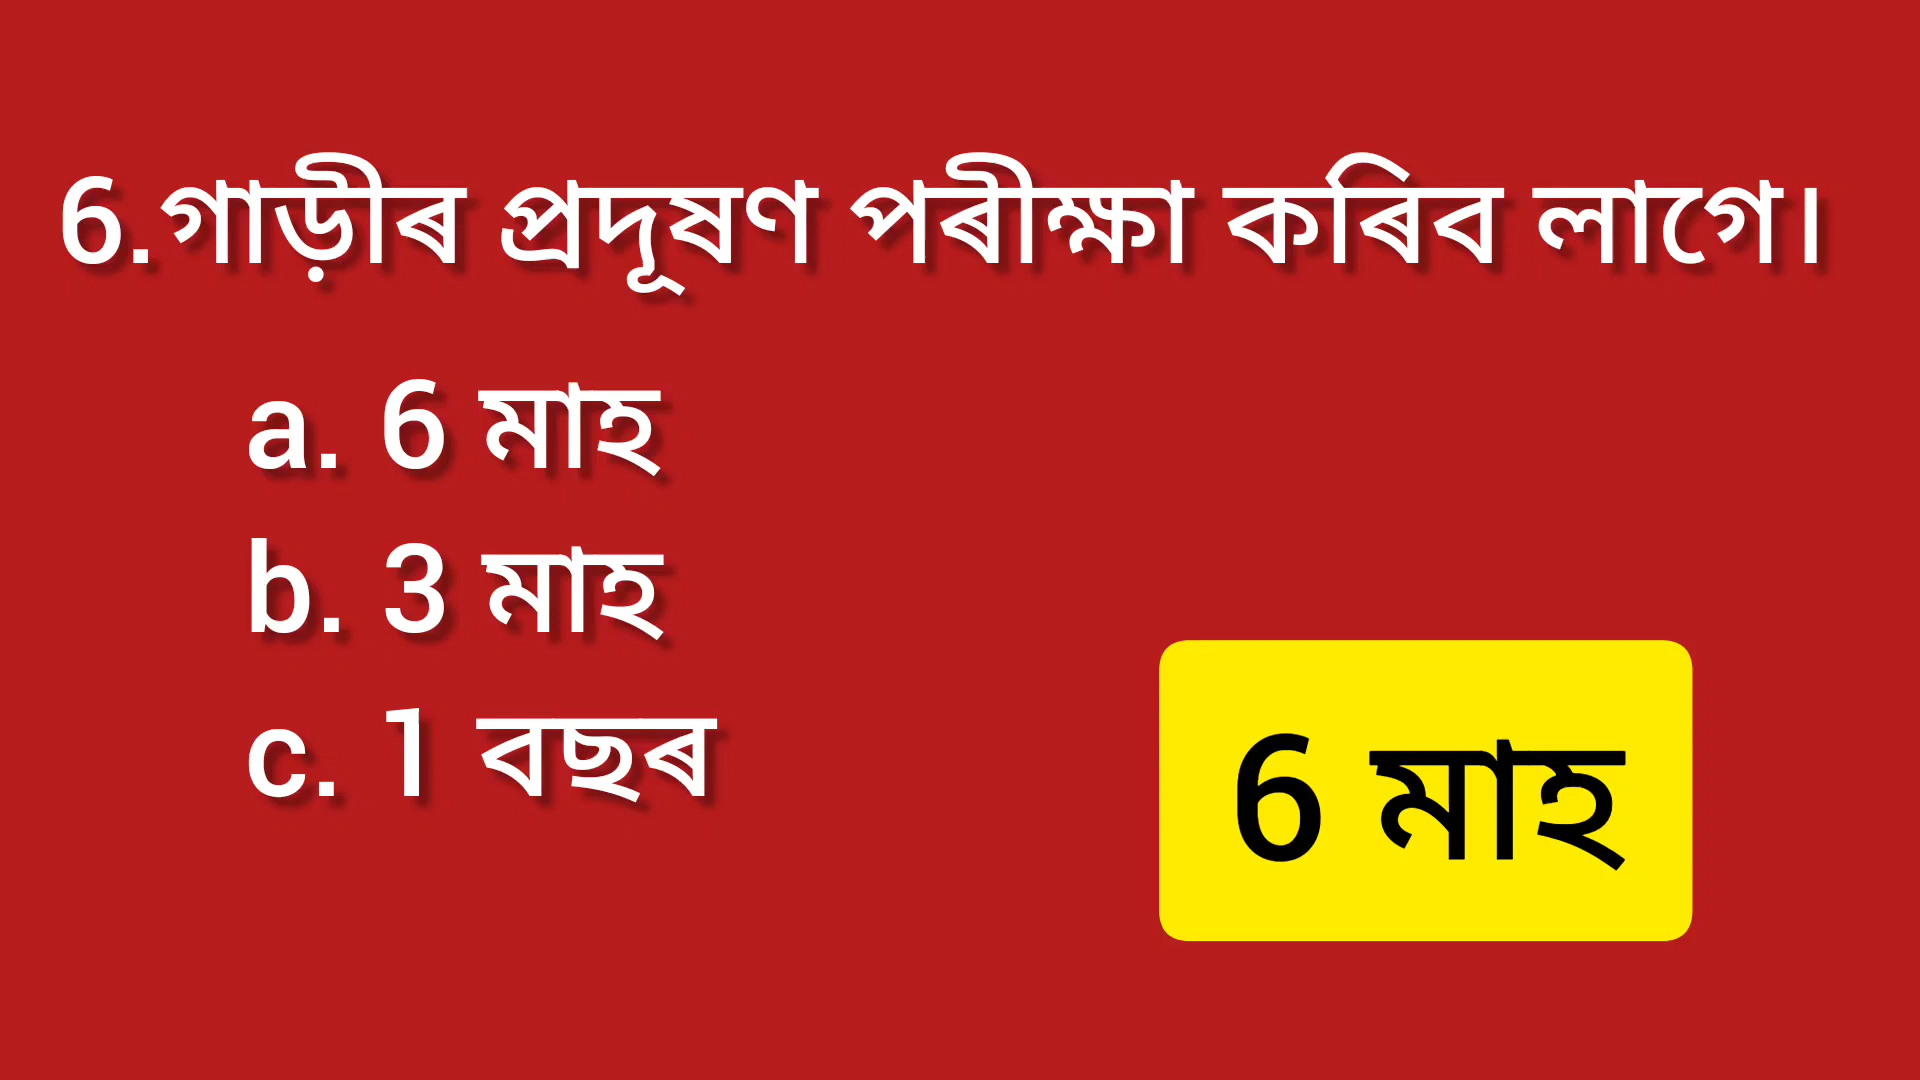 6.গাড়ীৰ প্ৰদূষণ পৰীক্ষা কৰিব লাগে।
a. 6 মাহ
b. 3 মাহ
c. 1 বছৰ
6 মাহ